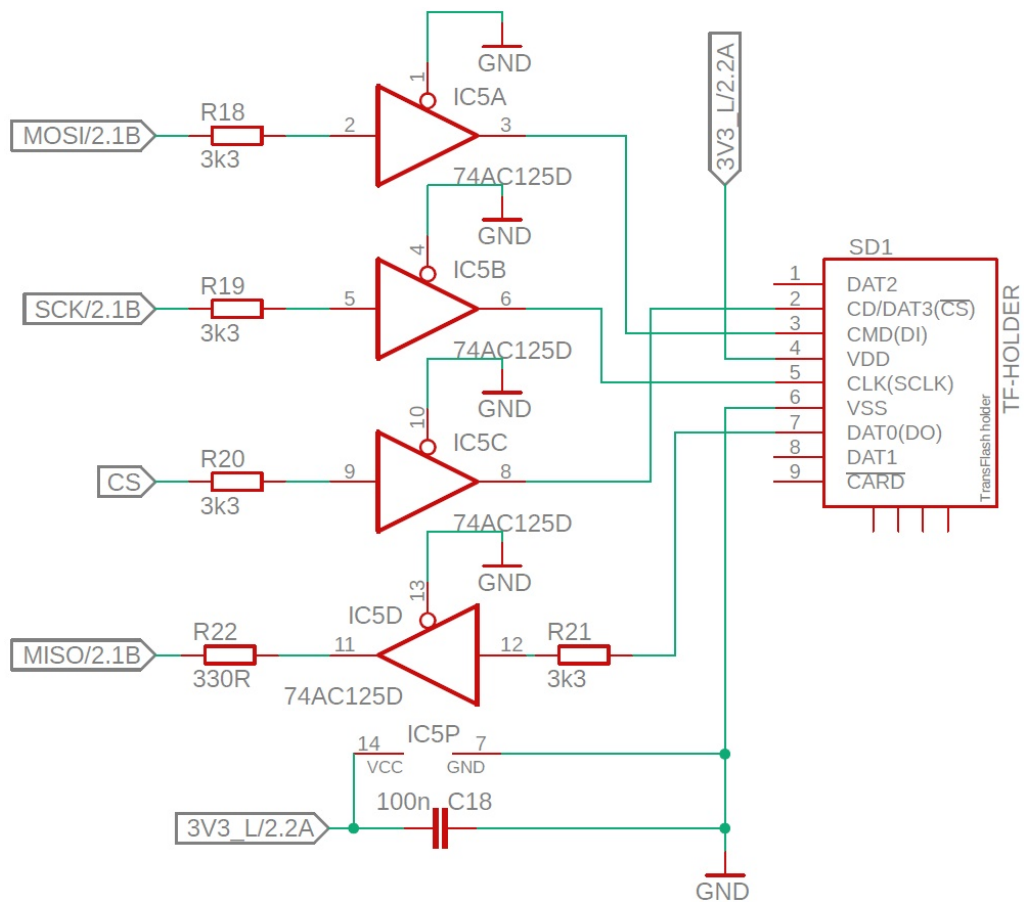 GND
1
IC5A
MOSI/2.1B
R18
3k3
2
3
74AC125D
3V3_L/2.2A
GND
4
IC5B
SCK/2.1B
R19
3k3
5
6
74AC125D
GND
10
IC5C
CS
R20
3k3
9
8
74AC125D
GND
13
IC5D
MISO/2.1B
R22
330R
11
12
R21
3k3
74AC125D
IC5P
14
7
VCC
GND
100n
C18
3V3_L/2.2A
GND
SD1
1 DAT2
2 CD/DAT3(CS)
3 CMD(DI)
4 VDD
5 CLK(SCLK)
6 VSS
7 DAT0(DO)
8 DAT1
9 CARD
TransFlash holder
TF-HOLDER